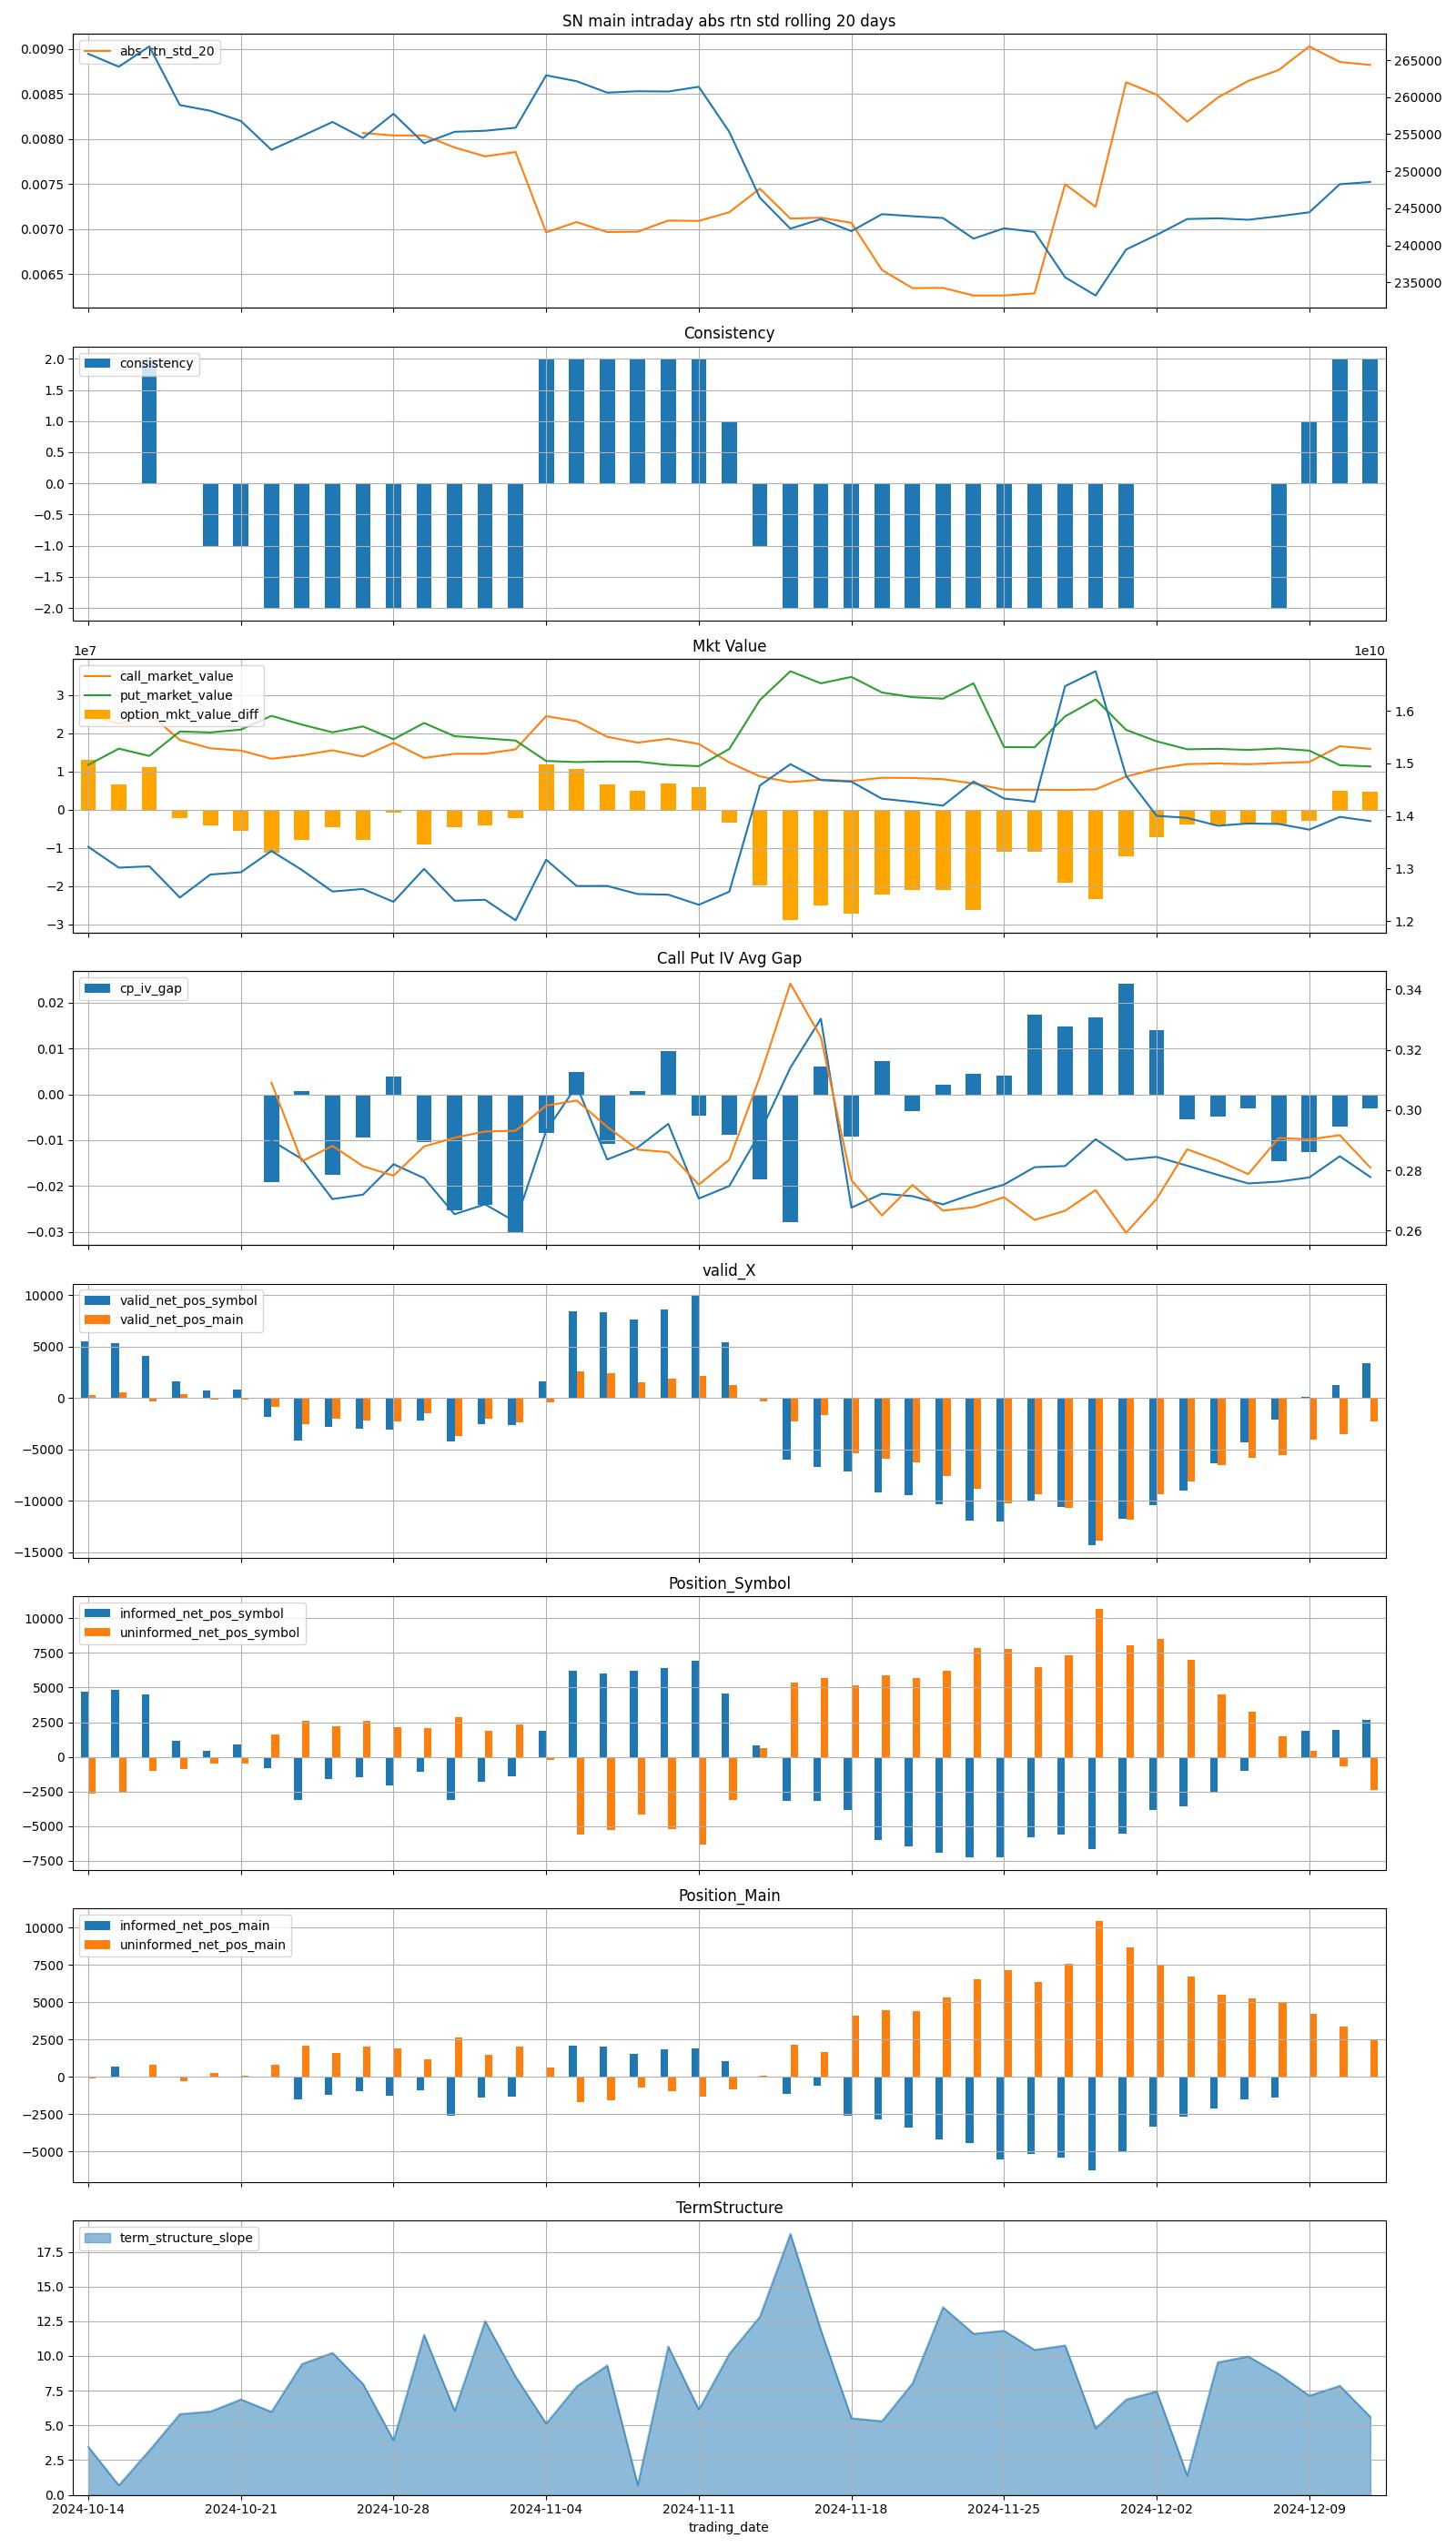 SN main intraday abs rtn std rolling 20 days
abs_rtn_std_20
0.0090
0.0085
0.0080
0.0075
0.0070
0.0065
265000
260000
255000
250000
245000
240000
235000
Consistency
consistency
2.0
1.5
1.0
0.5
0.0
−0.5
−1.0
−1.5
−2.0
Mkt Value
1e7
1e10
call_market_value
put_market_value
option_mkt_value_diff
3
2
1
0
−1
−2
−3
1.6
1.5
1.4
1.3
1.2
Call Put IV Avg Gap
cp_iv_gap
0.02
0.01
0.00
−0.01
−0.02
−0.03
0.34
0.32
0.30
0.28
0.26
valid_X
valid_net_pos_symbol
valid_net_pos_main
10000
5000
0
−5000
−10000
−15000
Position_Symbol
informed_net_pos_symbol
uninformed_net_pos_symbol
10000
7500
5000
2500
0
−2500
−5000
−7500
Position_Main
informed_net_pos_main
uninformed_net_pos_main
10000
7500
5000
2500
0
−2500
−5000
TermStructure
term_structure_slope
17.5
15.0
12.5
10.0
7.5
5.0
2.5
0.0
2024-10-14 2024-10-21 2024-10-28 2024-11-04 2024-11-11 2024-11-18 2024-11-25 2024-12-02 2024-12-09
trading_date